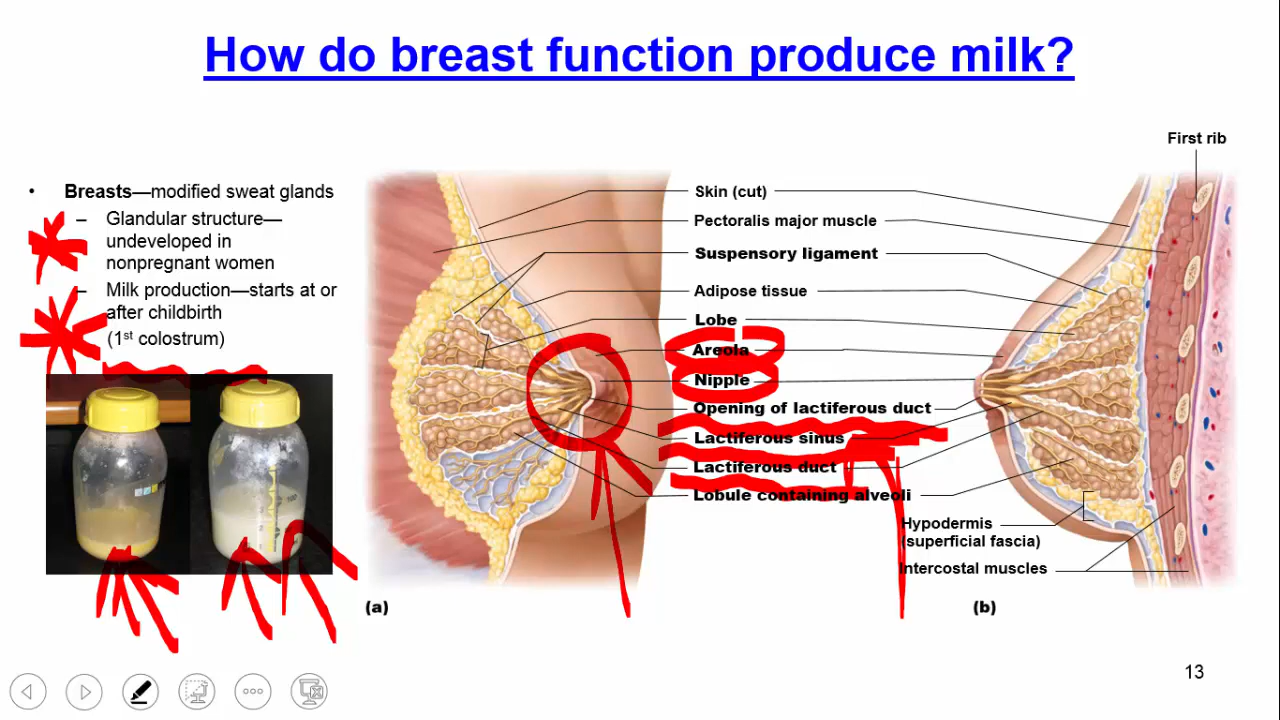 How do breast function produce milk?
First rib
• Breasts—modified sweat glands
– Glandular structure—
undeveloped in
nonpregnant women
– Milk production—starts at or
after childbirth
(1st colostrum)
Skin (cut)
Pectoralis major muscle
Suspensory ligament
Adipose tissue
Lobe
Areola
Nipple
Opening of lactiferous duct
Lactiferous sinus
Lactiferous duct
Lobule containing alveoli
Hypodermis
(superficial fascia)
Intercostal muscles
(a)
(b)
13